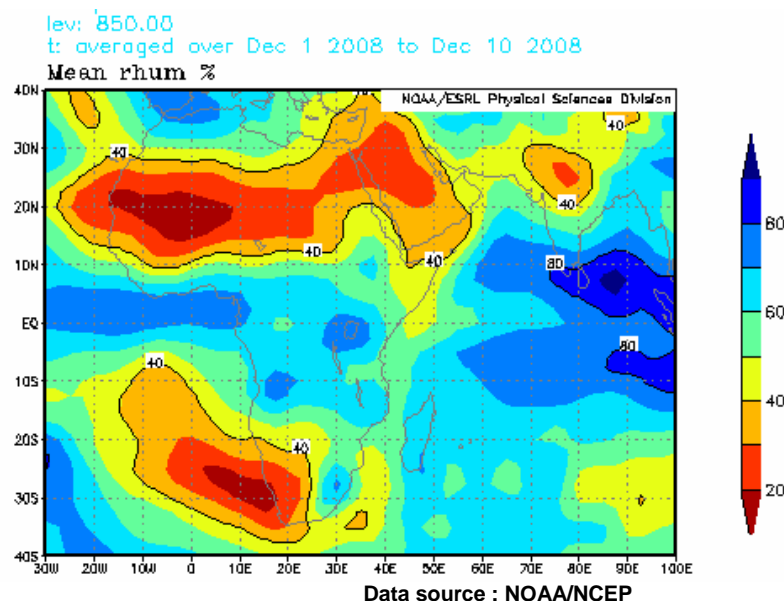 lev: 850.00
t: averaged over Dec 1 2008 to Dec 10 2008
Mean rhum %
NOAA/ESRL Physical Sciences Division
40N
30N
20N
10N
EQ
10S
20S
30S
40S
30W 20W 10W 0 10E 20E 30E 40E 50E 60E 70E 80E 90E 100E
40
40
40
40
40
40
40
40
80
80
80
60
40
20
Data source : NOAA/NCEP